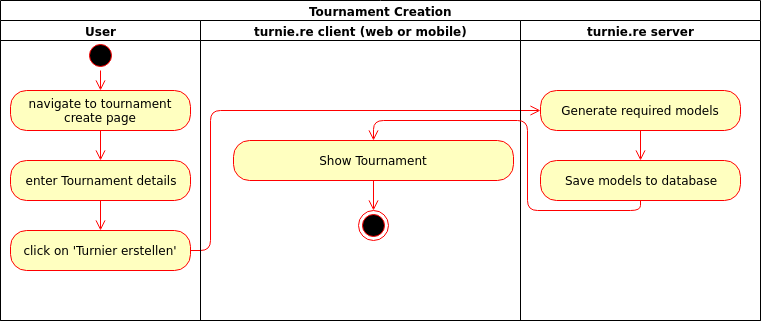 Tournament Creation
User
turnie.re client (web or mobile)
turnie.re server
navigate to tournament
create page
enter Tournament details
click on 'Turnier erstellen'
Show Tournament
Generate required models
Save models to database